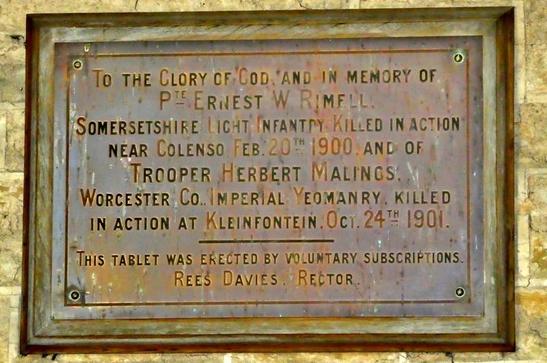 TO THE GLORY OF GOD, AND IN MEMORY OF
PTE ERNEST W RIMELL.
SOMERSETSHIRE LIGHT INFANTRY KILLED IN ACTION
NEAR COLENSO FEB. 20TH 1900. AND OF
TROOPER HERBERT MALINGS.
WORCESTER CO., IMPERIAL YEOMANRY, KILLED
IN ACTION AT KLEINFONTEIN. OCT. 24TH 1901.
THIS TABLET WAS ERECTED BY VOLUNTARY SUBSCRIPTIONS.
REES DAVIES. RECTOR.